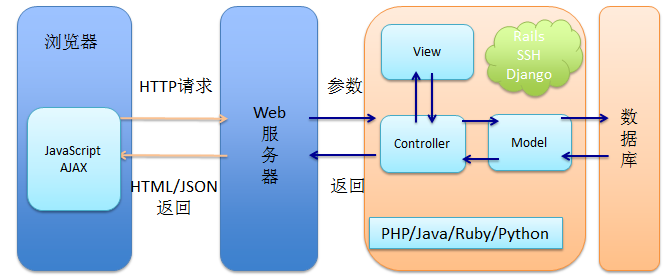 浏览器
JavaScript
AJAX
HTTP请求
HTML/JSON
返回
Web
服
务
器
参数
返回
View
Rails
SSH
Django
Controller
Model
PHP/Java/Ruby/Python
数
据
库